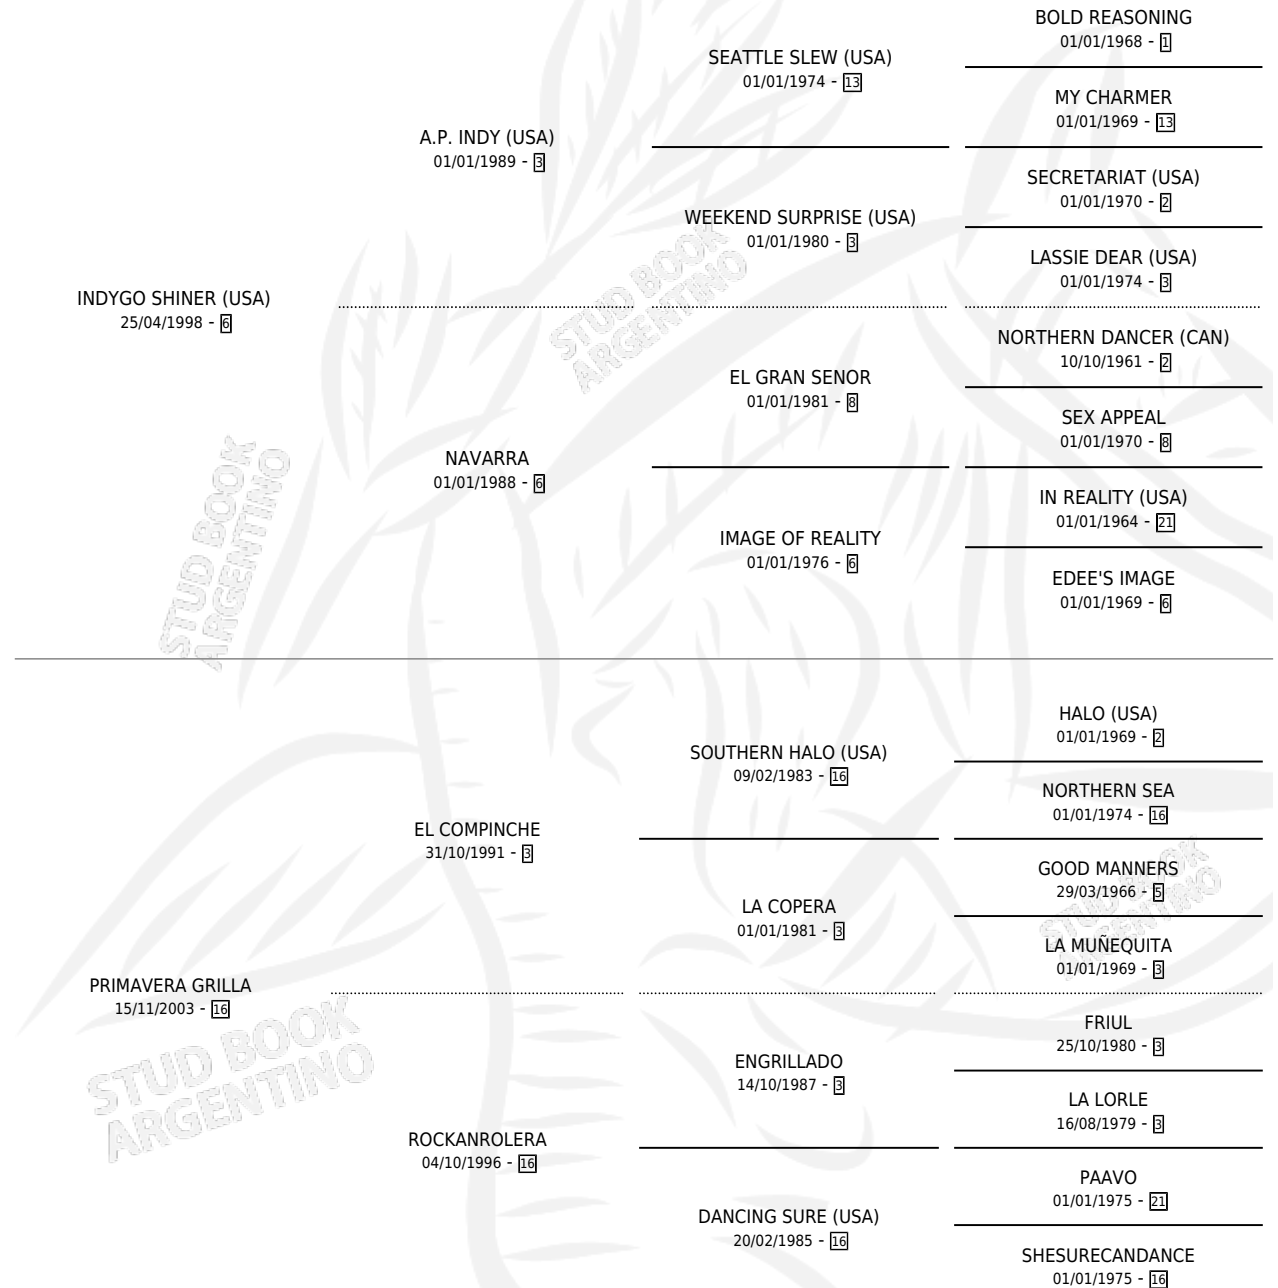 BOLD REASONING
01/01/1968 - 1
SEATTLE SLEW (USA)
01/01/1974 - 13
MY CHARMER
01/01/1969 - 13
A.P. INDY (USA)
01/01/1989 - 3
SECRETARIAT (USA)
01/01/1970 - 2
WEEKEND SURPRISE (USA)
01/01/1980 - 3
LASSIE DEAR (USA)
01/01/1974 - 3
INDYGO SHINER (USA)
25/04/1998 - 6
NORTHERN DANCER (CAN)
10/10/1961 - 2
EL GRAN SENOR
01/01/1981 - 8
SEX APPEAL
01/01/1970 - 8
NAVARRA
01/01/1988 - 6
IN REALITY (USA)
01/01/1964 - 21
IMAGE OF REALITY
01/01/1976 - 6
EDEE'S IMAGE
01/01/1969 - 6
HALO (USA)
01/01/1969 - 2
SOUTHERN HALO (USA)
09/02/1983 - 16
NORTHERN SEA
01/01/1974 - 16
EL COMPINCHE
31/10/1991 - 3
GOOD MANNERS
29/03/1966 - 5
LA COPERA
01/01/1981 - 3
LA MUÑEQUITA
01/01/1969 - 3
PRIMAVERA GRILLA
15/11/2003 - 16
FRIUL
25/10/1980 - 3
ENGRILLADO
14/10/1987 - 3
LA LORLE
16/08/1979 - 3
ROCKANROLERA
04/10/1996 - 16
PAAVO
01/01/1975 - 21
DANCING SURE (USA)
20/02/1985 - 16
SHESURECANDANCE
01/01/1975 - 16
STUD BOOK
ARGENTINO
STUD BOOK
ARGENTINO
STUD BOOK
ARGENTINO
STUD BOOK
ARGENTINO